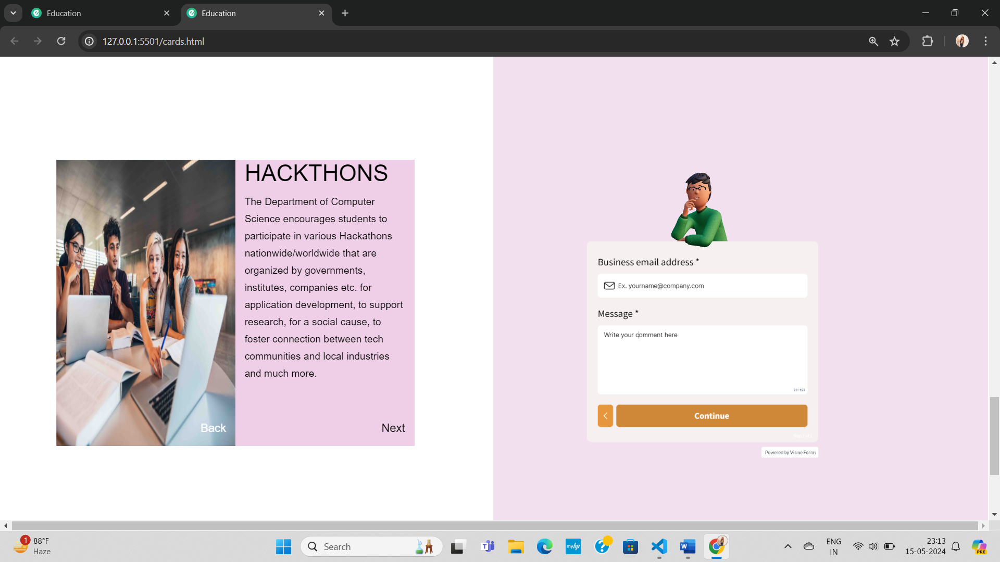 Education
Education
127.0.0.1:5501/cards.html
HACKTHONS
The Department of Computer
Science encourages students to
participate in various Hackathons
nationwide/worldwide that are
organized by governments,
institutes, companies etc. for
application development, to support
research, for a social cause, to
foster connection between tech
communities and local industries
and much more.
Back
Next
Business email address *
Ex. yourname@company.com
Message *
Write your comment here
23/125
Continue
Powered by Visme Forms
1
88°F
Haze
Search
myhp
ENG
IN
23:13
15-05-2024
PRE